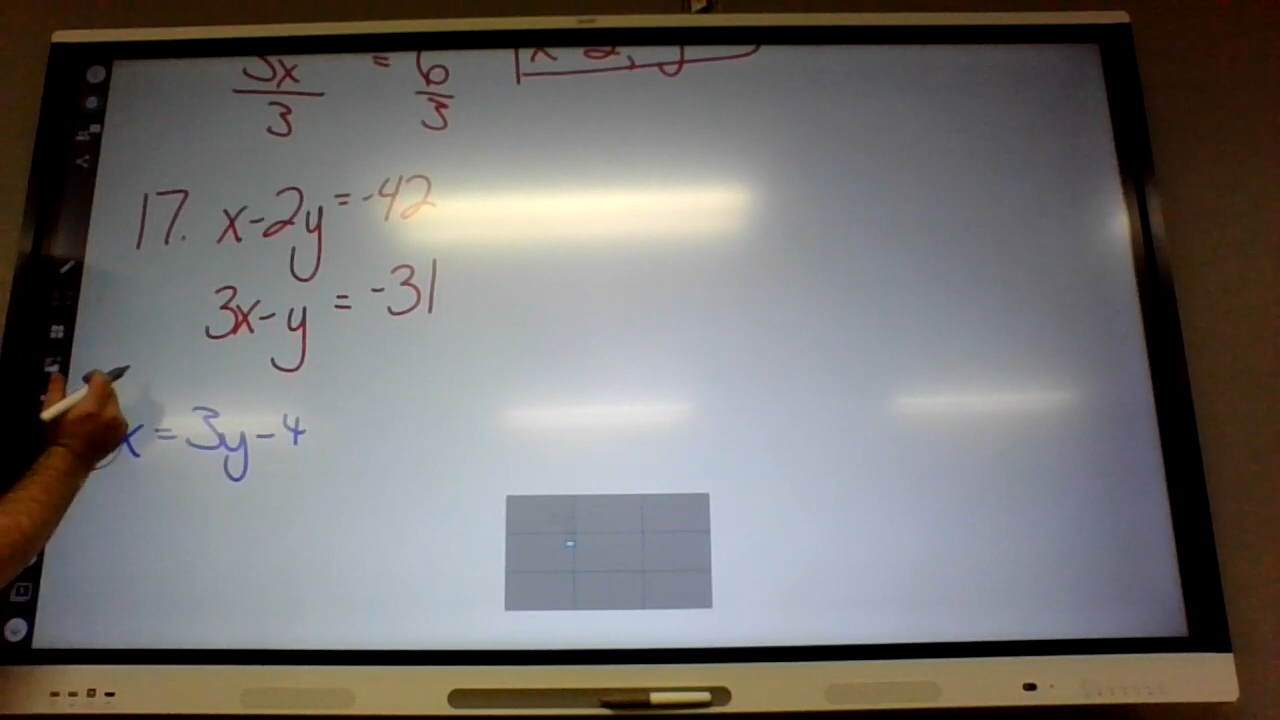 3x = 6
3 3
17. x-2y=-42
3x-y = -31
x=3y-4